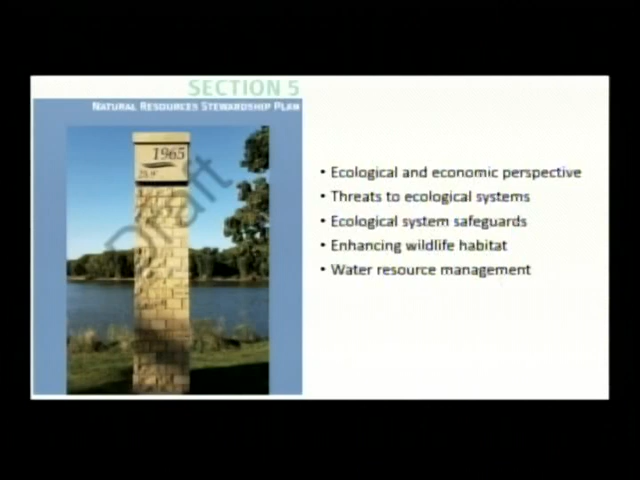 SECTION 5
NATURAL RESOURCES STEWARDSHIP PLAN
1965
Draft
• Ecological and economic perspective
• Threats to ecological systems
• Ecological system safeguards
• Enhancing wildlife habitat
• Water resource management